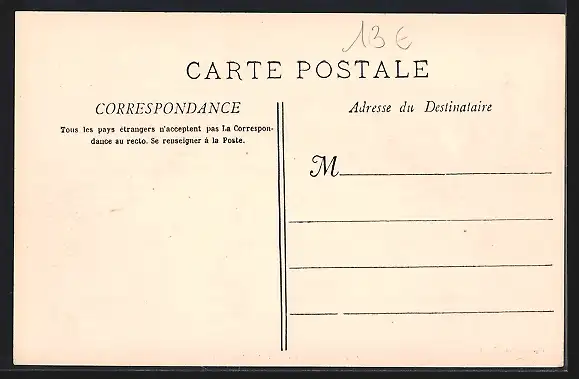 13 €
CARTE POSTALE
CORRESPONDANCE
Tous les pays étrangers n'acceptent pas La Correspon-
dance au recto. Se renseigner à la Poste.
Adresse du Destinataire
M